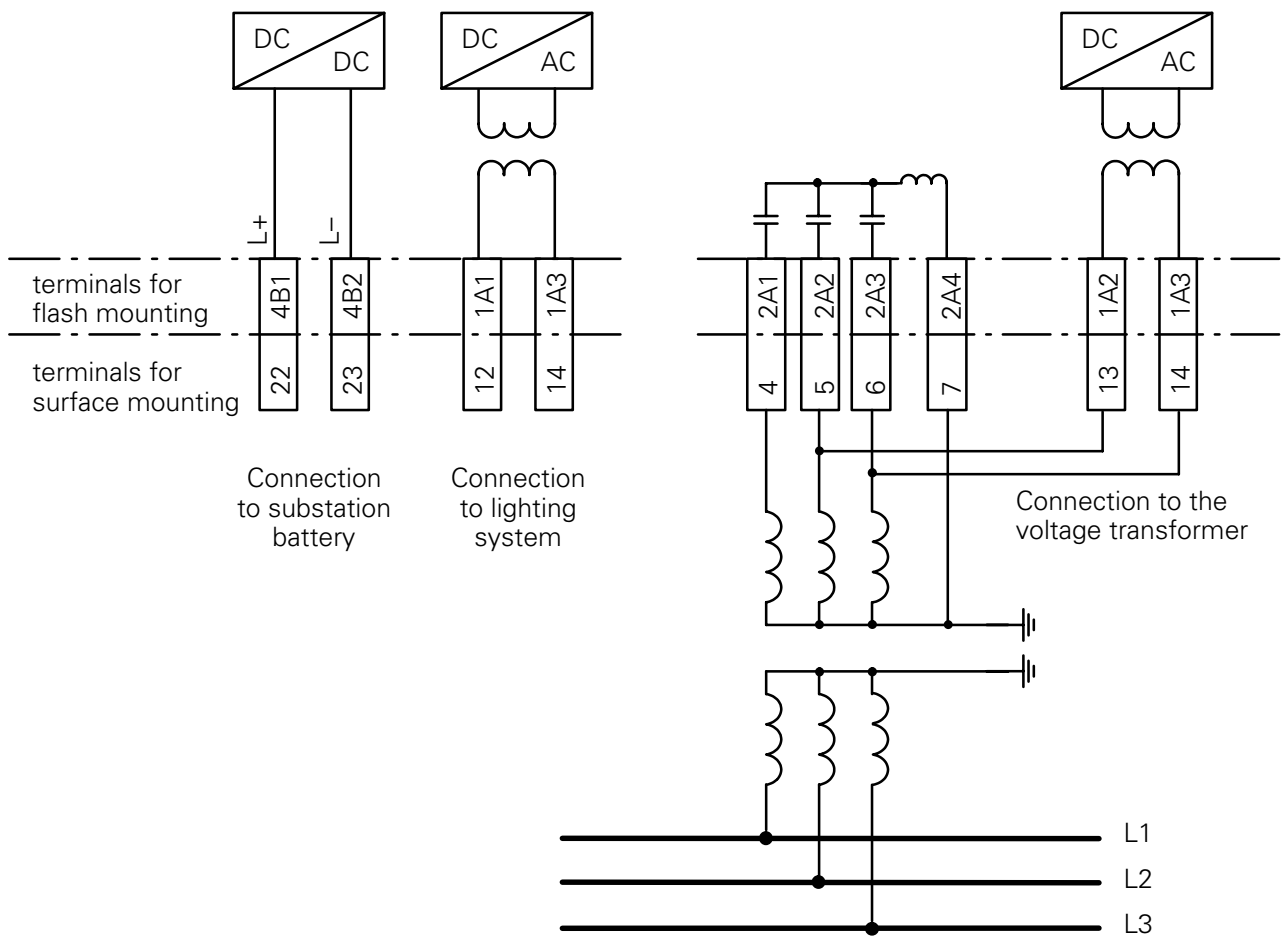 DC
DC
DC
AC
DC
AC
L+
L–
terminals for
flash mounting
4B1
4B2
1A1
1A3
2A1
2A2
2A3
2A4
1A2
1A3
terminals for
surface mounting
22
23
12
14
4
5
6
7
13
14
Connection
to substation
battery
Connection
to lighting
system
Connection to the
voltage transformer
L1
L2
L3